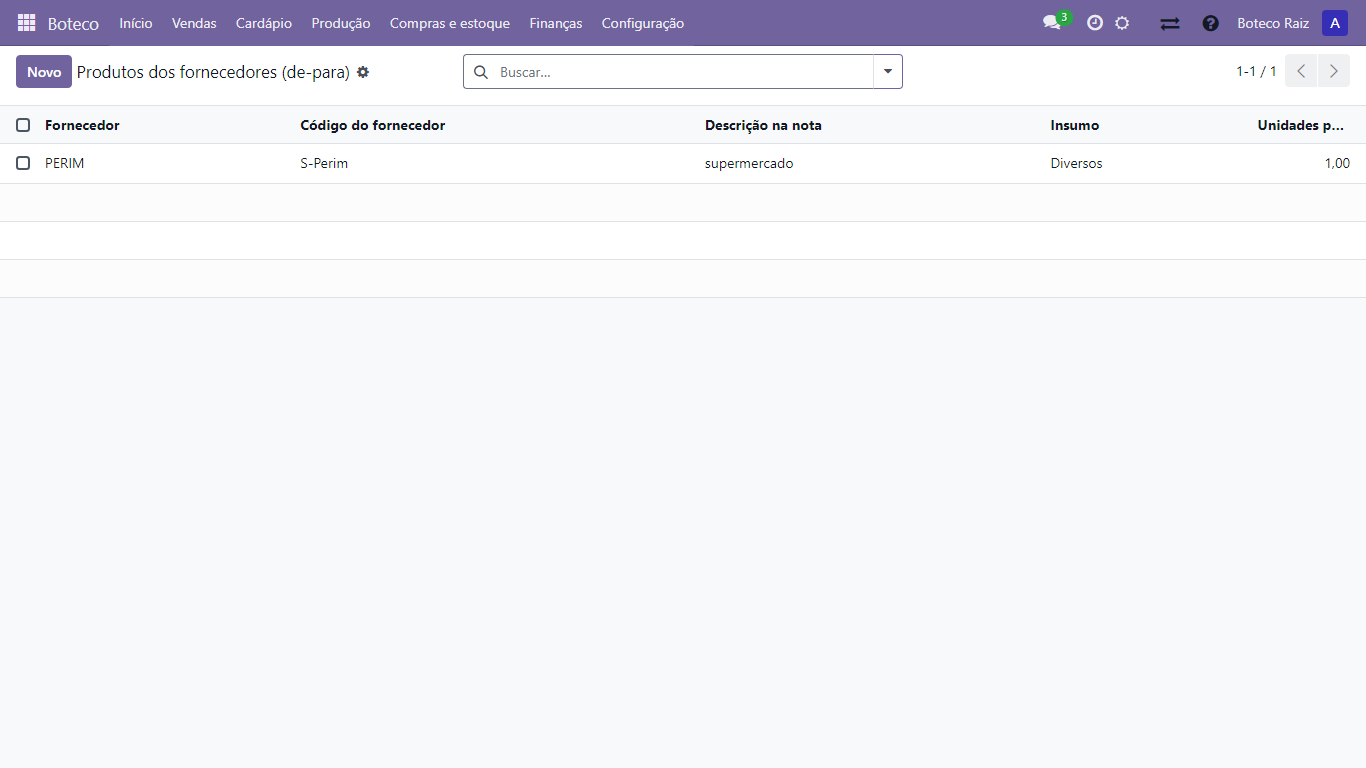 Boteco Início Vendas Cardápio Produção Compras e estoque Finanças Configuração 3 Boteco Raiz A
Novo Produtos dos fornecedores (de-para) Buscar... 1-1 / 1
Fornecedor Código do fornecedor Descrição na nota Insumo Unidades p...
PERIM S-Perim supermercado Diversos 1,00